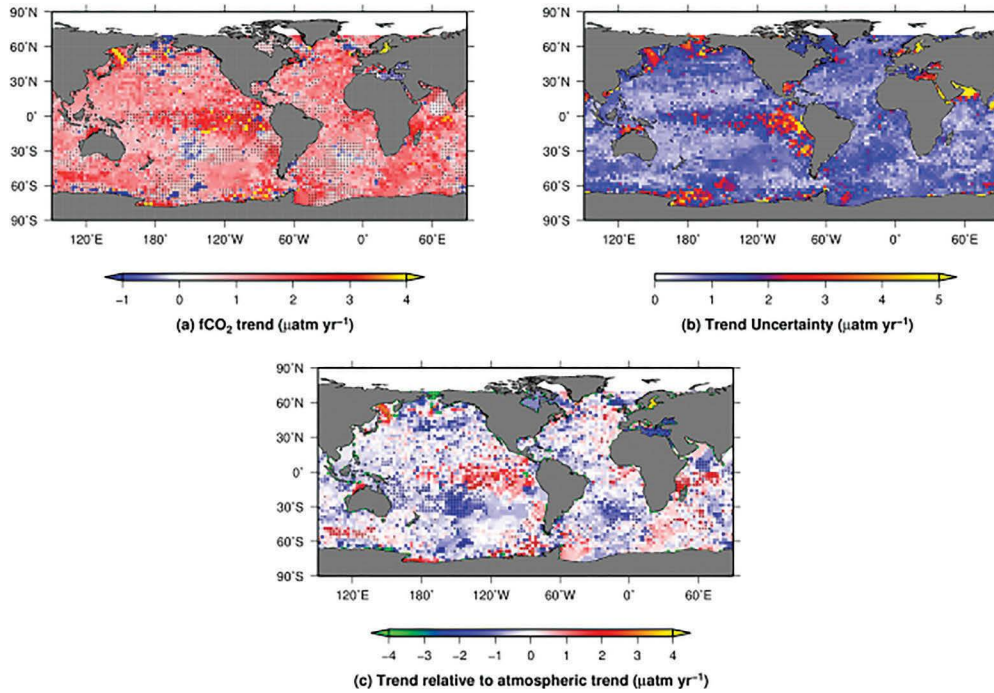 90˚N 90˚N
60˚N 60˚N
30˚N 30˚N
0˚ 0˚
30˚S 30˚S
60˚S 60˚S
90˚S 90˚S
120˚E 180˚ 120˚W 60˚W 0˚ 60˚E 120˚E 180˚ 120˚W 60˚W 0˚ 60˚E
−1 0 1 2 3 4 0 1 2 3 4 5
(a) fCO₂ trend (µatm yr⁻¹) (b) Trend Uncertainty (µatm yr⁻¹)
90˚N
60˚N
30˚N
0˚
30˚S
60˚S
90˚S
120˚E 180˚ 120˚W 60˚W 0˚ 60˚E
−4 −3 −2 −1 0 1 2 3 4
(c) Trend relative to atmospheric trend (µatm yr⁻¹)